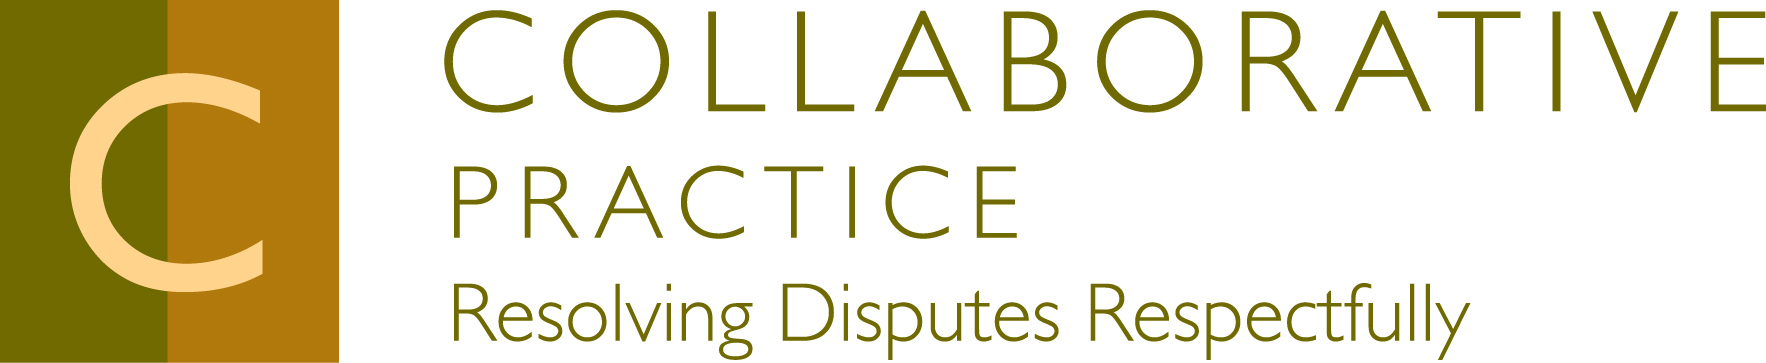 C
COLLABORATIVE
PRACTICE
Resolving Disputes Respectfully